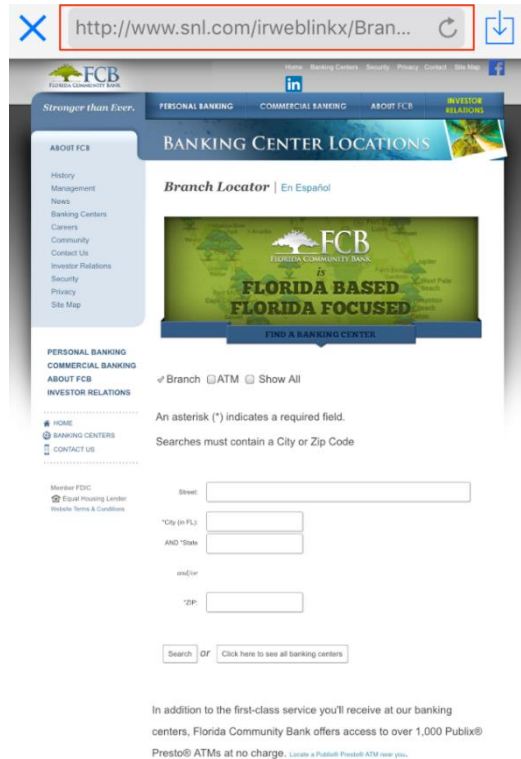 http://www.snl.com/irweblinkx/Bran...
Home Banking Centers Security Privacy Contact Site Map
FCB
FLORIDA COMMUNITY BANK
in
f
Stronger than Ever.
PERSONAL BANKING COMMERCIAL BANKING ABOUT FCB INVESTOR RELATIONS
ABOUT FCB
BANKING CENTER LOCATIONS
History
Management
News
Banking Centers
Careers
Community
Contact Us
Investor Relations
Security
Privacy
Site Map
Branch Locator | En Español
FCB
FLORIDA COMMUNITY BANK
is
FLORIDA BASED
FLORIDA FOCUSED
FIND A BANKING CENTER
PERSONAL BANKING
COMMERCIAL BANKING
ABOUT FCB
INVESTOR RELATIONS
HOME
BANKING CENTERS
CONTACT US
Member FDIC
Equal Housing Lender
Website Terms & Conditions
Branch ATM Show All
An asterisk (*) indicates a required field.
Searches must contain a City or Zip Code
Street:
*City (in FL):
AND *State
and/or
*ZIP:
Search or Click here to see all banking centers
In addition to the first-class service you'll receive at our banking
centers, Florida Community Bank offers access to over 1,000 Publix®
Presto® ATMs at no charge. Locate a Publix® Presto® ATM near you.